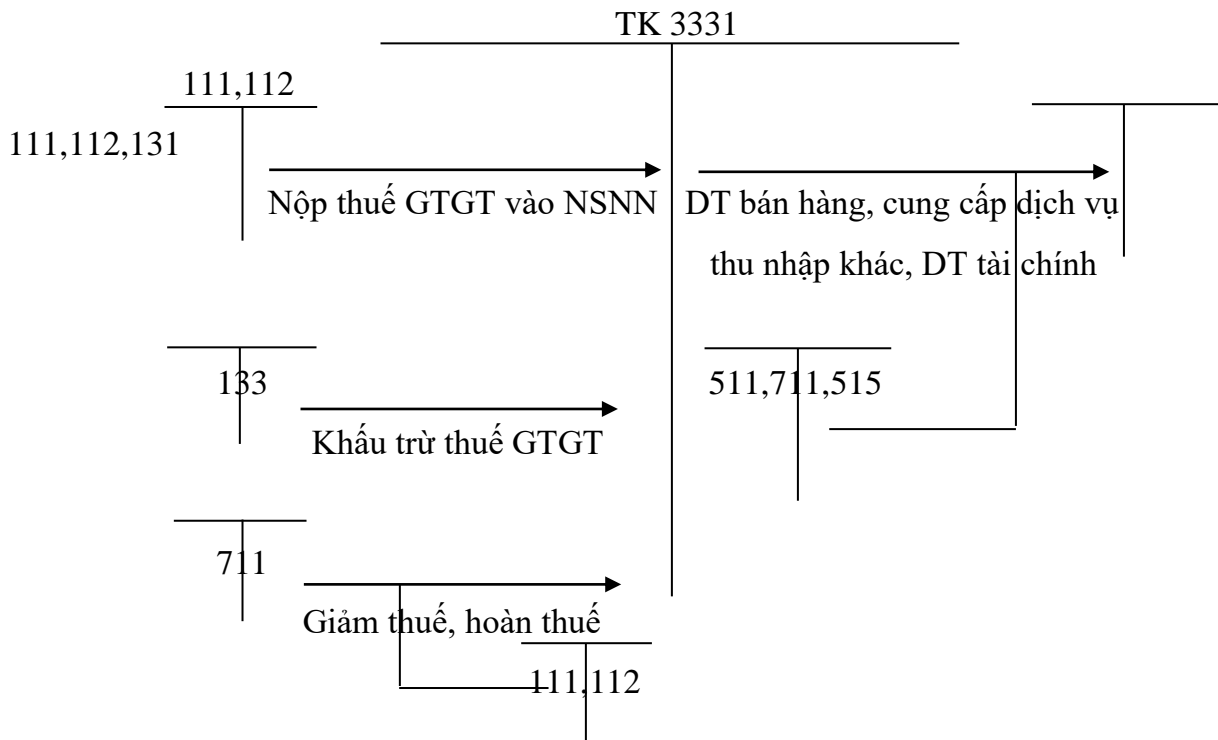 TK 3331
111,112
111,112,131
Nộp thuế GTGT vào NSNN
DT bán hàng, cung cấp dịch vụ
thu nhập khác, DT tài chính
133
511,711,515
Khấu trừ thuế GTGT
711
Giảm thuế, hoàn thuế
111,112